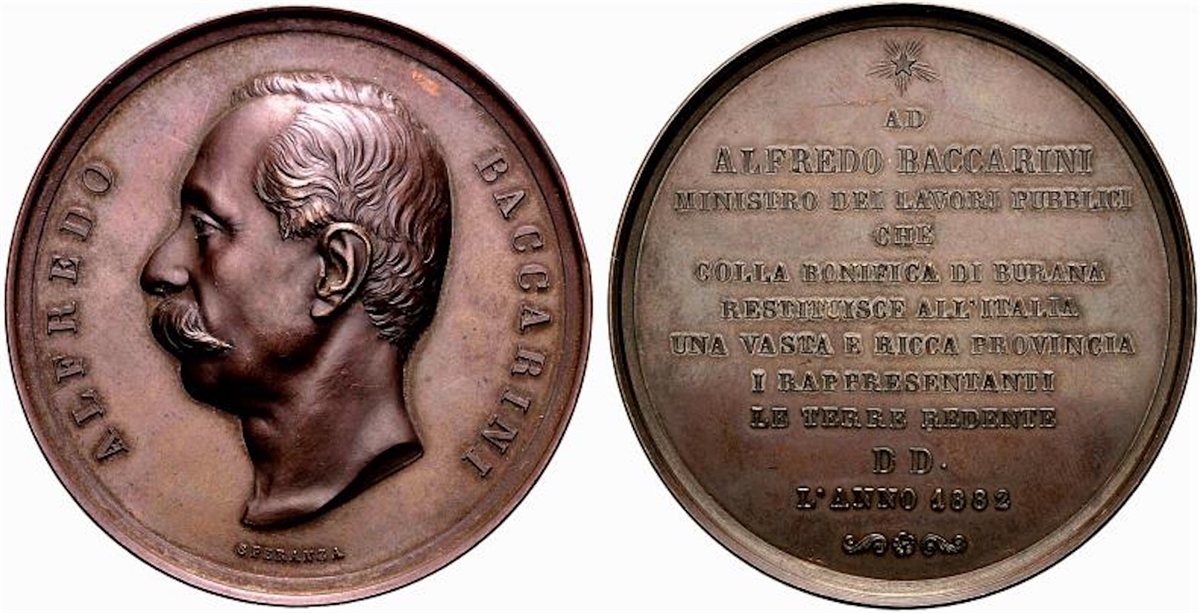 ALFREDO BACCARINI
SPERANZA
AD
ALFREDO BACCARINI
MINISTRO DEI LAVORI PUBBLICI
CHE
COLLA BONIFICA DI BURANA
RESTITUISCE ALL'ITALIA
UNA VASTA E RICCA PROVINCIA
I RAPPRESENTANTI
LE TERRE REDENTE
D D.
L'ANNO 1882